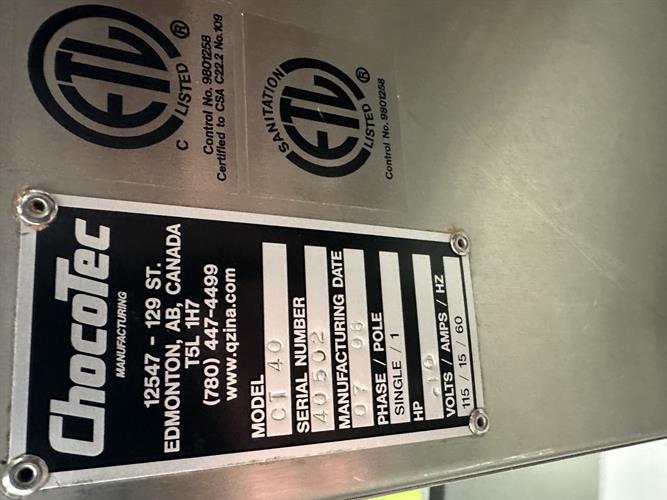 ETL
®
C LISTED
Control No. 9801258
Certified to CSA C22.2 No.109
SANITATION
ETL
®
LISTED
Control No. 9801258
ChocoTec
MANUFACTURING
12547 - 129 ST.
EDMONTON, AB, CANADA
T5L 1H7
(780) 447-4499
www.qzina.com
MODEL
CT 40
SERIAL NUMBER
40502
MANUFACTURING DATE
07 06
PHASE / POLE
SINGLE / 1
HP
VOLTS / AMPS / HZ
115 / 15 / 60